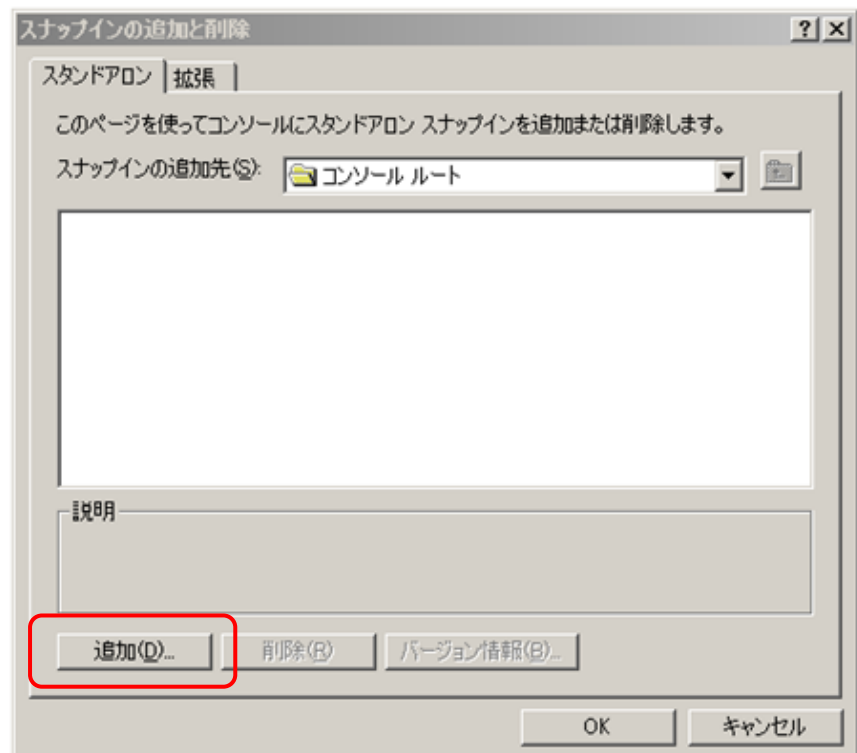 スナップインの追加と削除
スタンドアロン 拡張
このページを使ってコンソールにスタンドアロン スナップインを追加または削除します。
スナップインの追加先(S): コンソール ルート
説明
追加(D)... 削除(R) バージョン情報(B)...
OK キャンセル